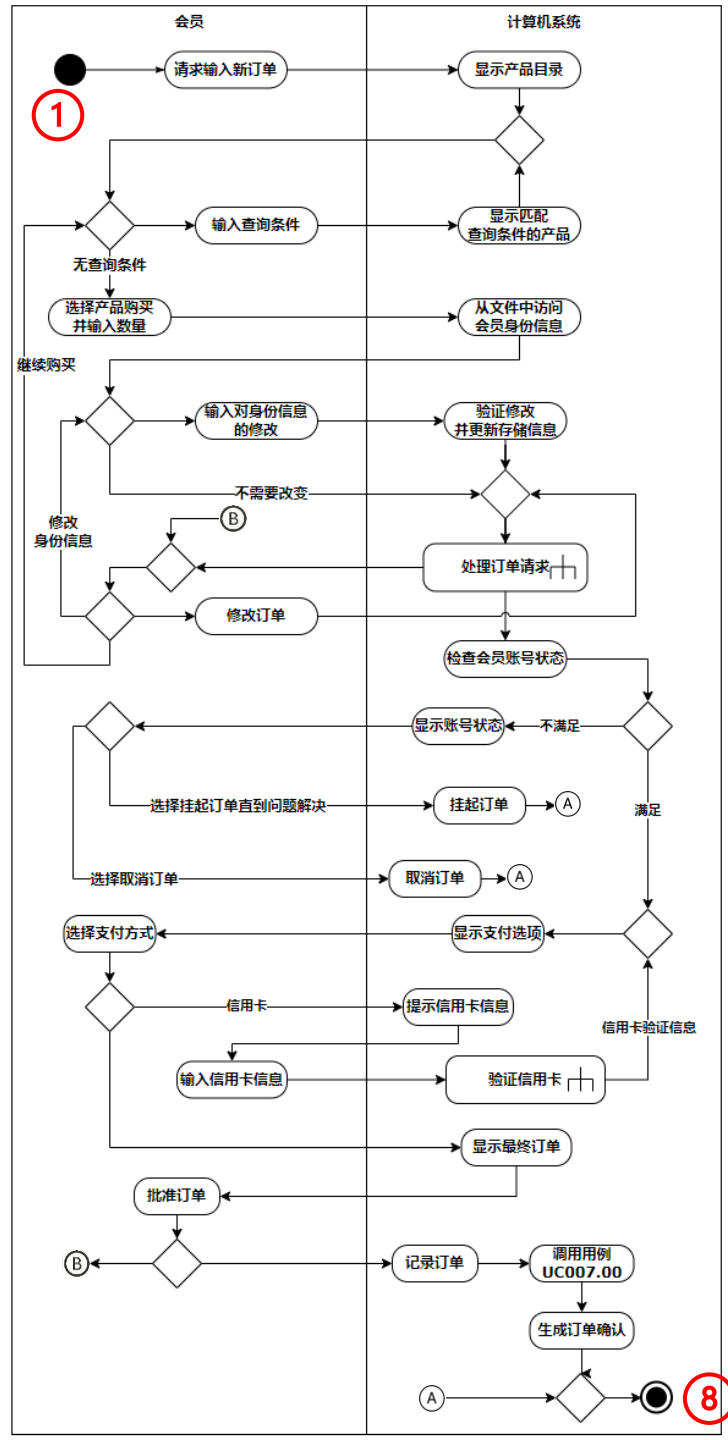 会员
计算机系统
请求输入新订单
显示产品目录
①
输入查询条件
显示匹配
查询条件的产品
无查询条件
选择产品购买
并输入数量
从文件中访问
会员身份信息
继续购买
输入对身份信息
的修改
验证修改
并更新存储信息
不需要改变
修改
身份信息
B
处理订单请求
修改订单
检查会员账号状态
显示账号状态
不满足
选择挂起订单直到问题解决
挂起订单
A
满足
选择取消订单
取消订单
A
选择支付方式
显示支付选项
信用卡
提示信用卡信息
信用卡验证信息
输入信用卡信息
验证信用卡
显示最终订单
批准订单
B
记录订单
调用用例
UC007.00
生成订单确认
A
⑧